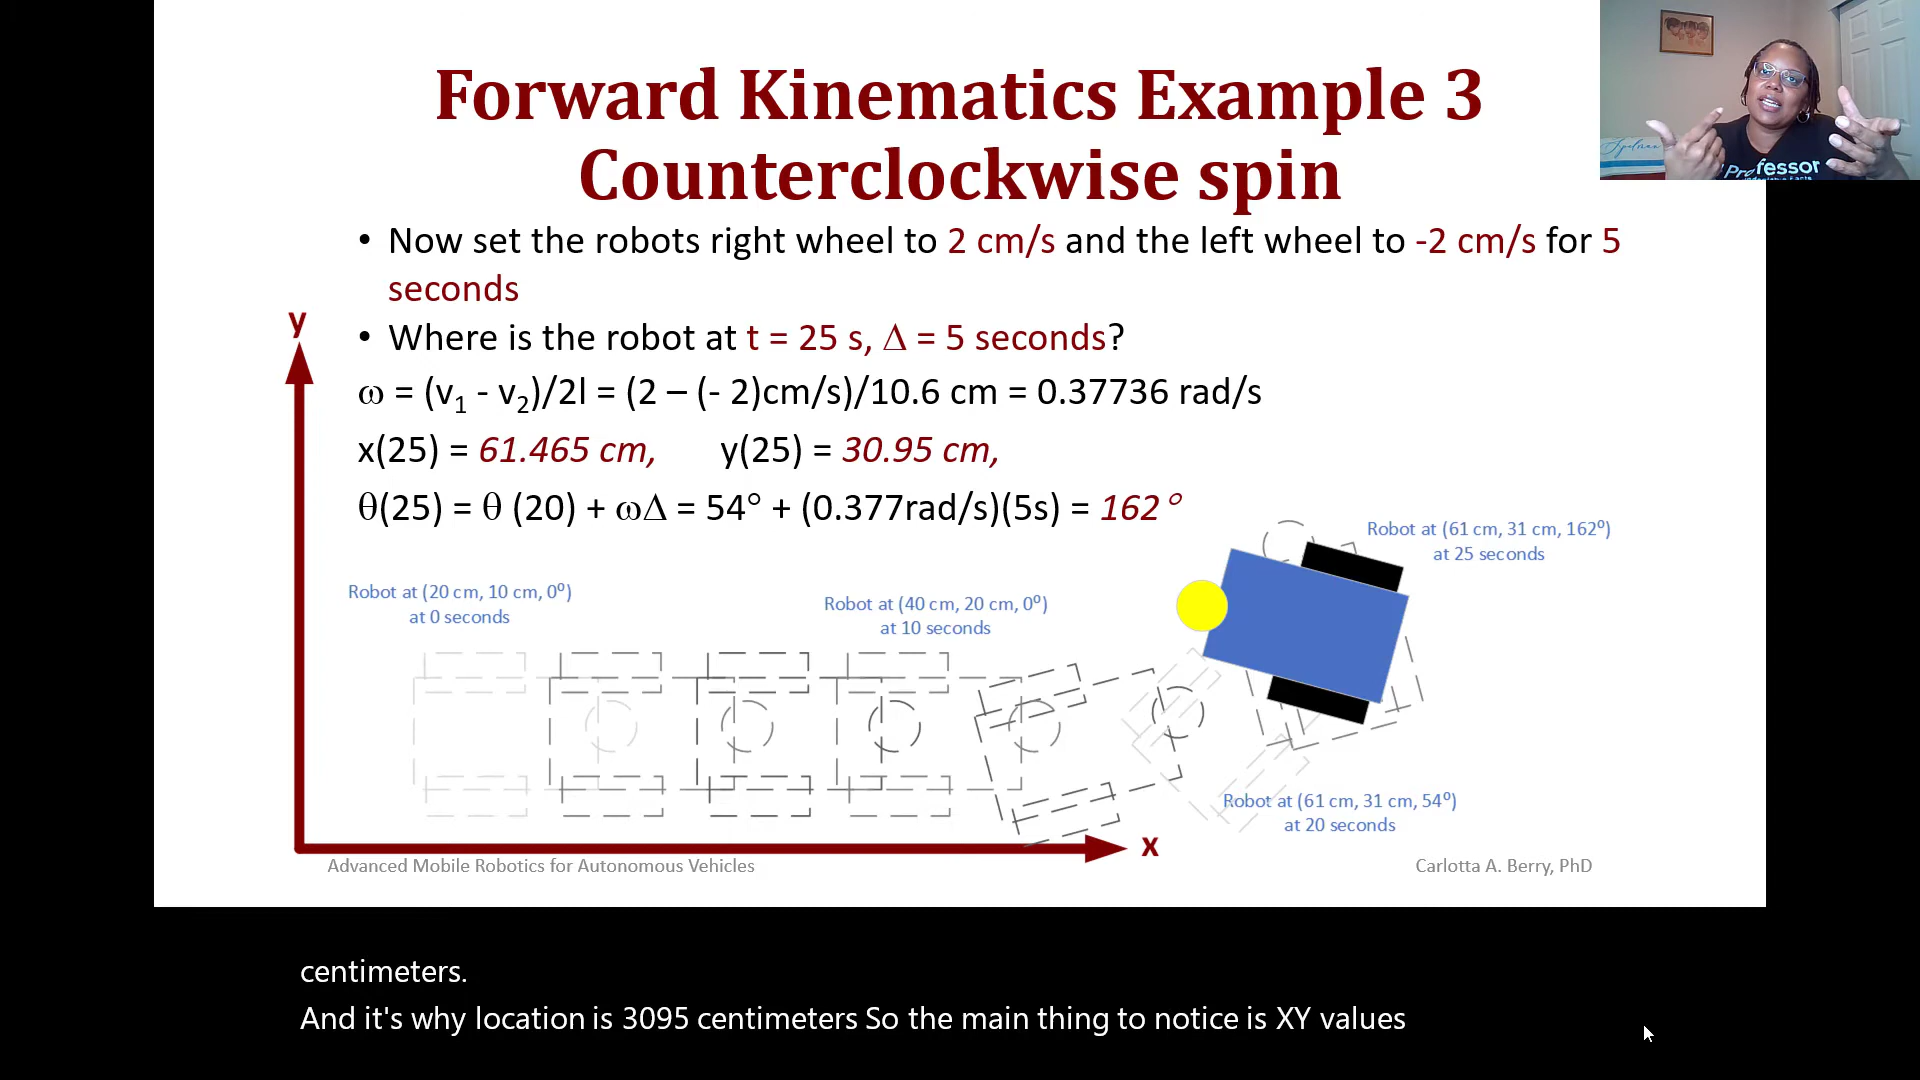 Forward Kinematics Example 3
Counterclockwise spin
• Now set the robots right wheel to 2 cm/s and the left wheel to -2 cm/s for 5
seconds
• Where is the robot at t = 25 s, Δ = 5 seconds?
ω = (v1 - v2)/2l = (2 – (- 2)cm/s)/10.6 cm = 0.37736 rad/s
x(25) = 61.465 cm, y(25) = 30.95 cm,
θ(25) = θ (20) + ωΔ = 54° + (0.377rad/s)(5s) = 162°
y
Robot at (61 cm, 31 cm, 162⁰)
at 25 seconds
Robot at (20 cm, 10 cm, 0⁰)
at 0 seconds
Robot at (40 cm, 20 cm, 0⁰)
at 10 seconds
Robot at (61 cm, 31 cm, 54⁰)
at 20 seconds
x
Advanced Mobile Robotics for Autonomous Vehicles
Carlotta A. Berry, PhD
Spelman
Professor
centimeters.
And it's why location is 3095 centimeters So the main thing to notice is XY values